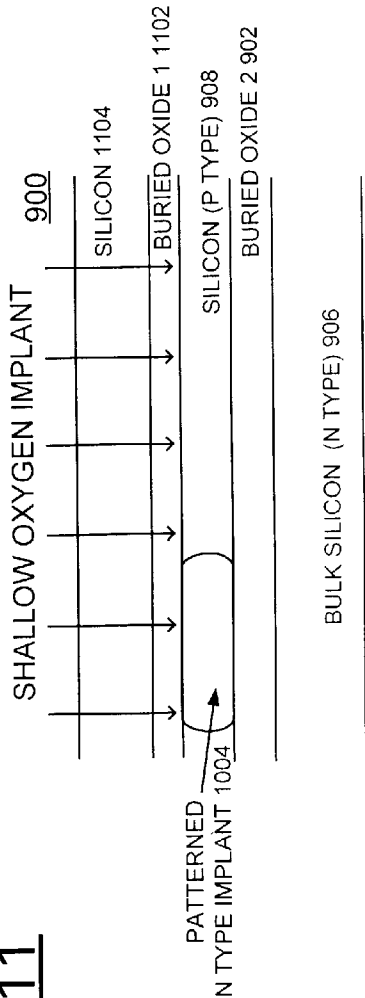 11
SHALLOW OXYGEN IMPLANT
900
SILICON 1104
BURIED OXIDE 1 1102
SILICON (P TYPE) 908
BURIED OXIDE 2 902
PATTERNED
N TYPE IMPLANT 1004
BULK SILICON (N TYPE) 906